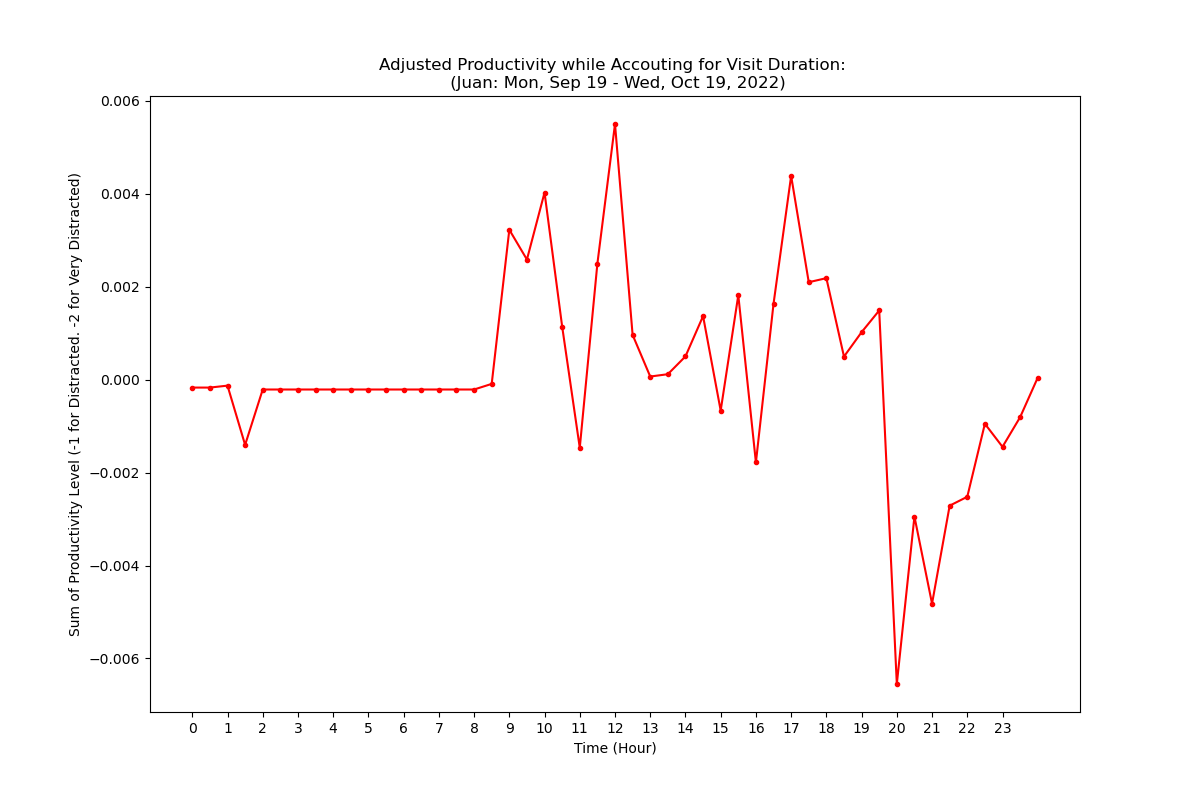 Adjusted Productivity while Accouting for Visit Duration:
(Juan: Mon, Sep 19 - Wed, Oct 19, 2022)
Sum of Productivity Level (-1 for Distracted. -2 for Very Distracted)
0.006
0.004
0.002
0.000
−0.002
−0.004
−0.006
0 1 2 3 4 5 6 7 8 9 10 11 12 13 14 15 16 17 18 19 20 21 22 23
Time (Hour)